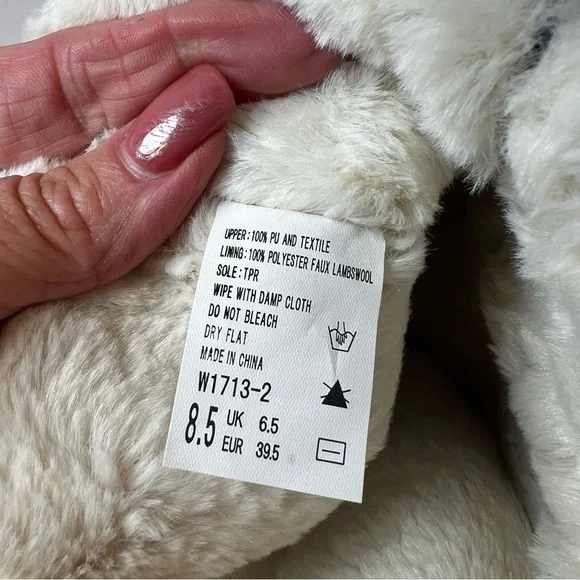 UPPER:100% PU AND TEXTILE
LINING:100% POLYESTER FAUX LAMBSWOOL
SOLE:TPR
WIPE WITH DAMP CLOTH
DO NOT BLEACH
DRY FLAT
MADE IN CHINA
W1713-2
8.5 UK 6.5
EUR 39.5